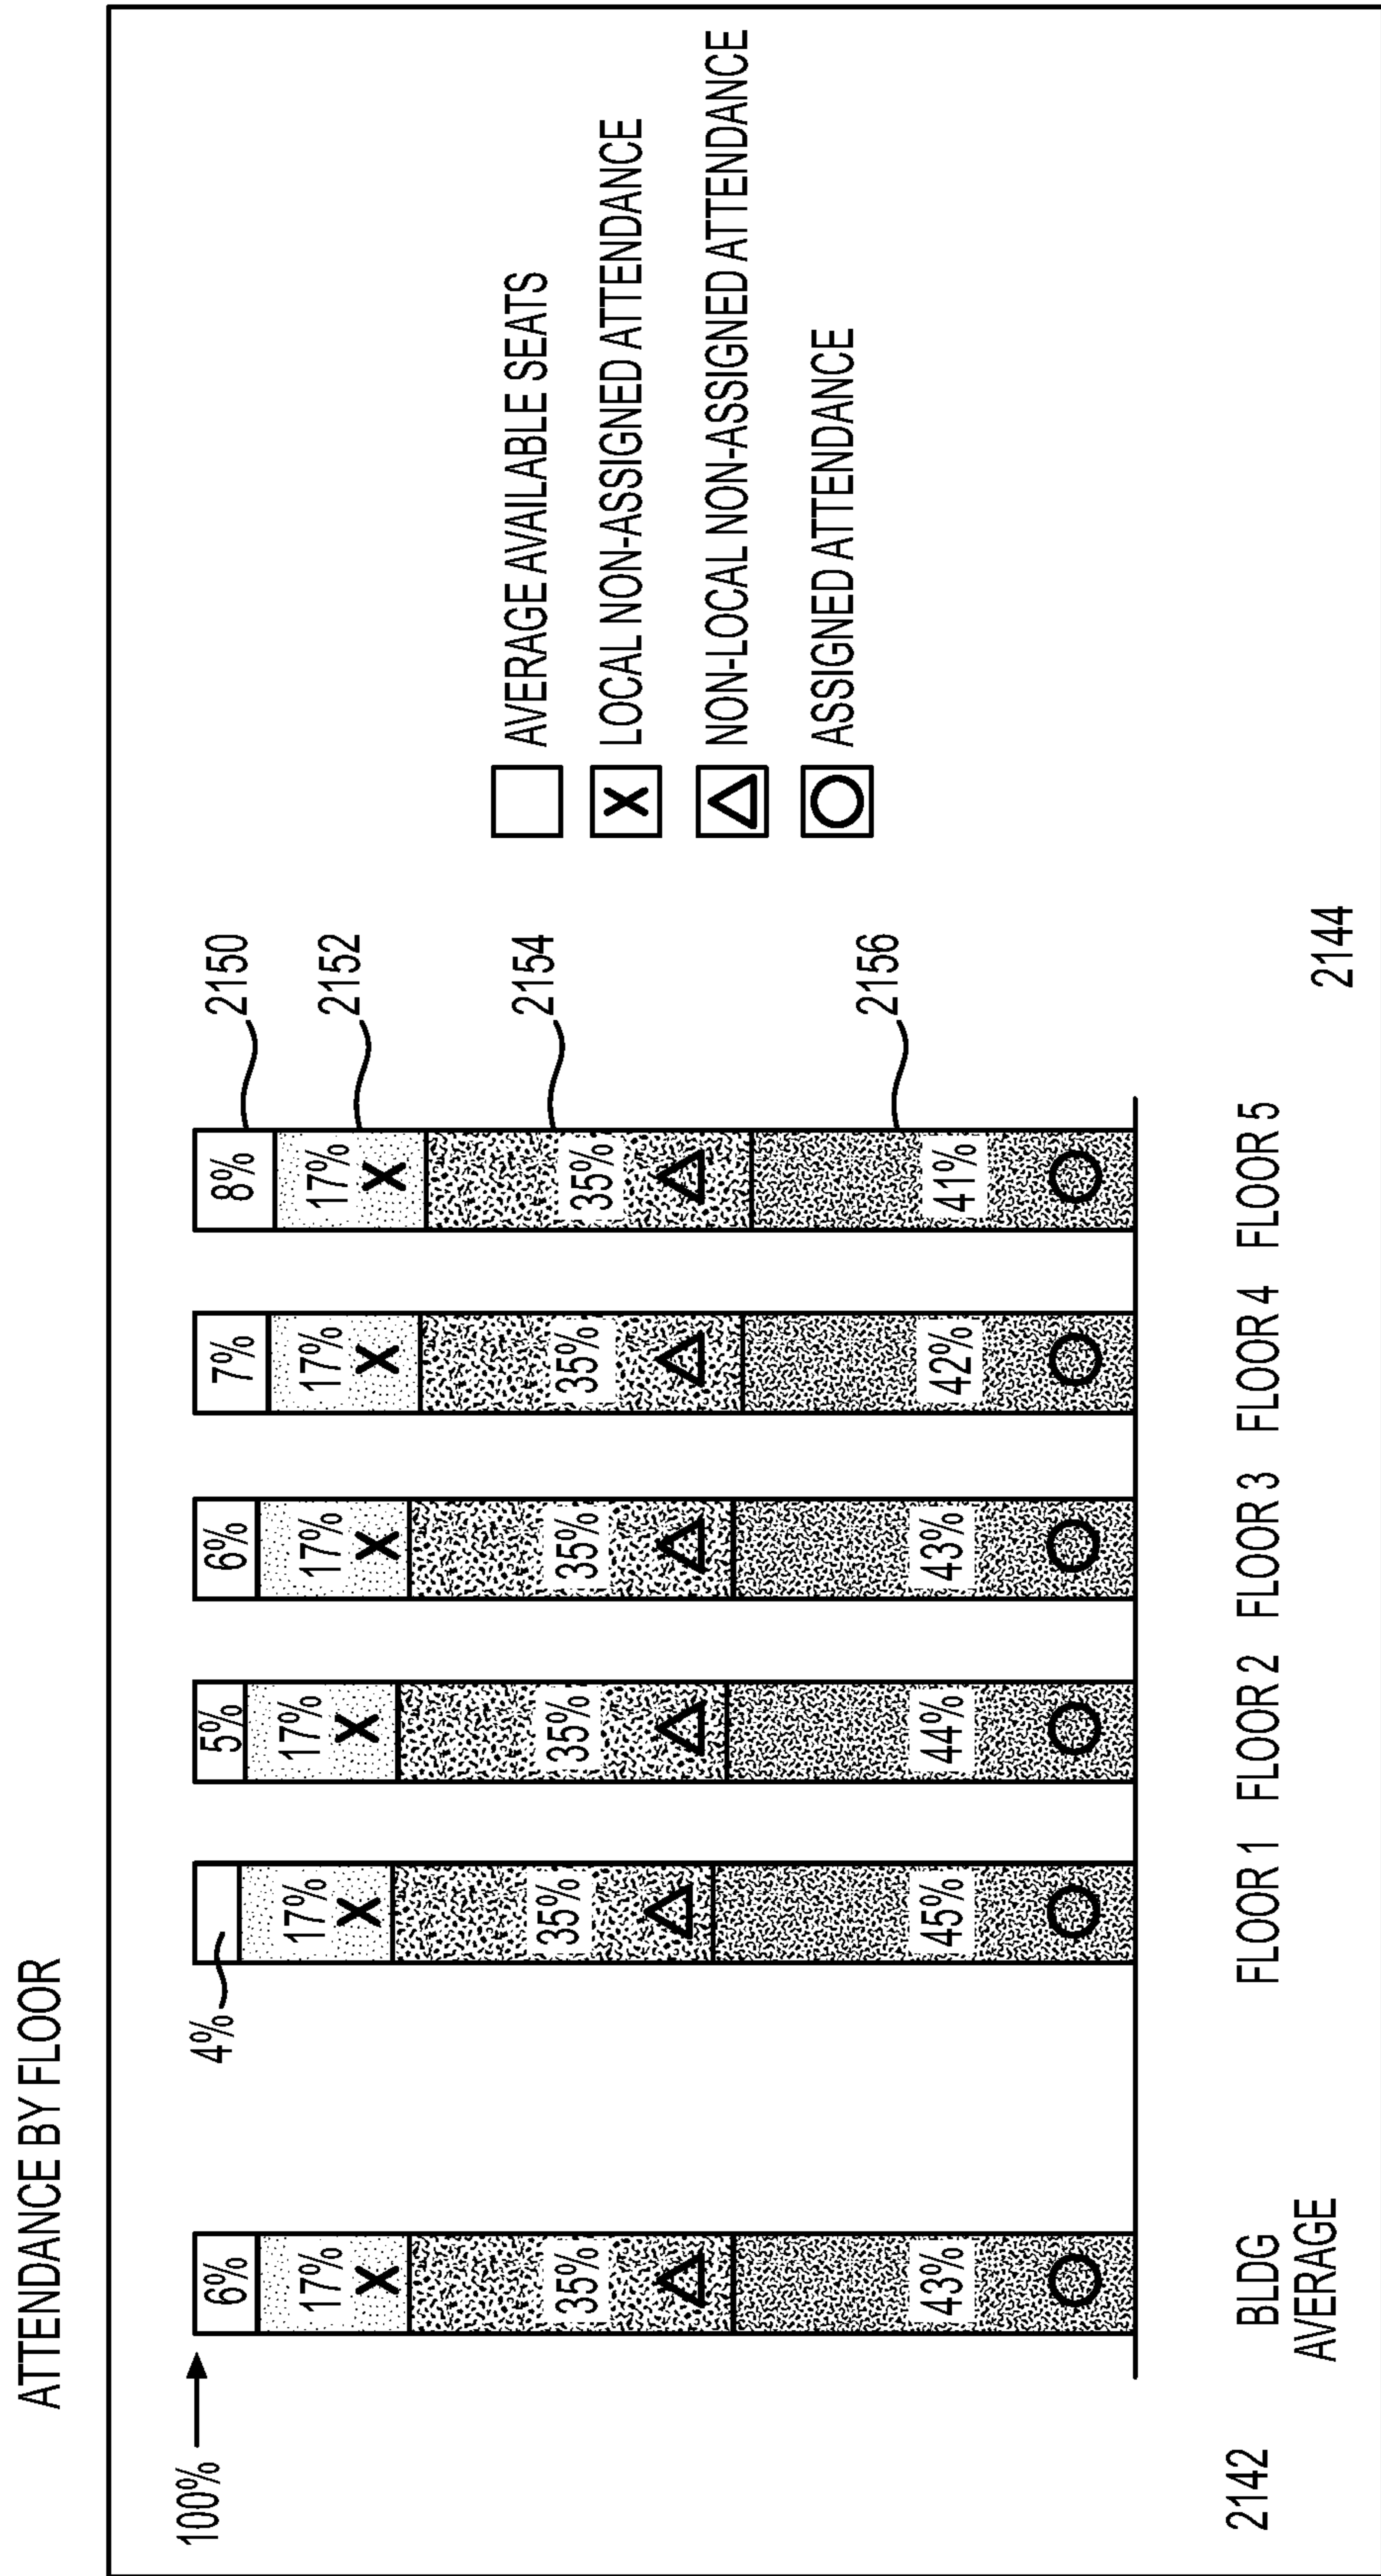 ATTENDANCE BY FLOOR
100%
6%
17%
X
35%
43%
4%
17%
X
35%
45%
5%
17%
X
35%
44%
6%
17%
X
35%
43%
7%
17%
X
35%
42%
8%
17%
X
35%
41%
2150
2152
2154
2156
AVERAGE AVAILABLE SEATS
X LOCAL NON-ASSIGNED ATTENDANCE
NON-LOCAL NON-ASSIGNED ATTENDANCE
ASSIGNED ATTENDANCE
BLDG
AVERAGE
FLOOR 1 FLOOR 2 FLOOR 3 FLOOR 4 FLOOR 5
2142
2144